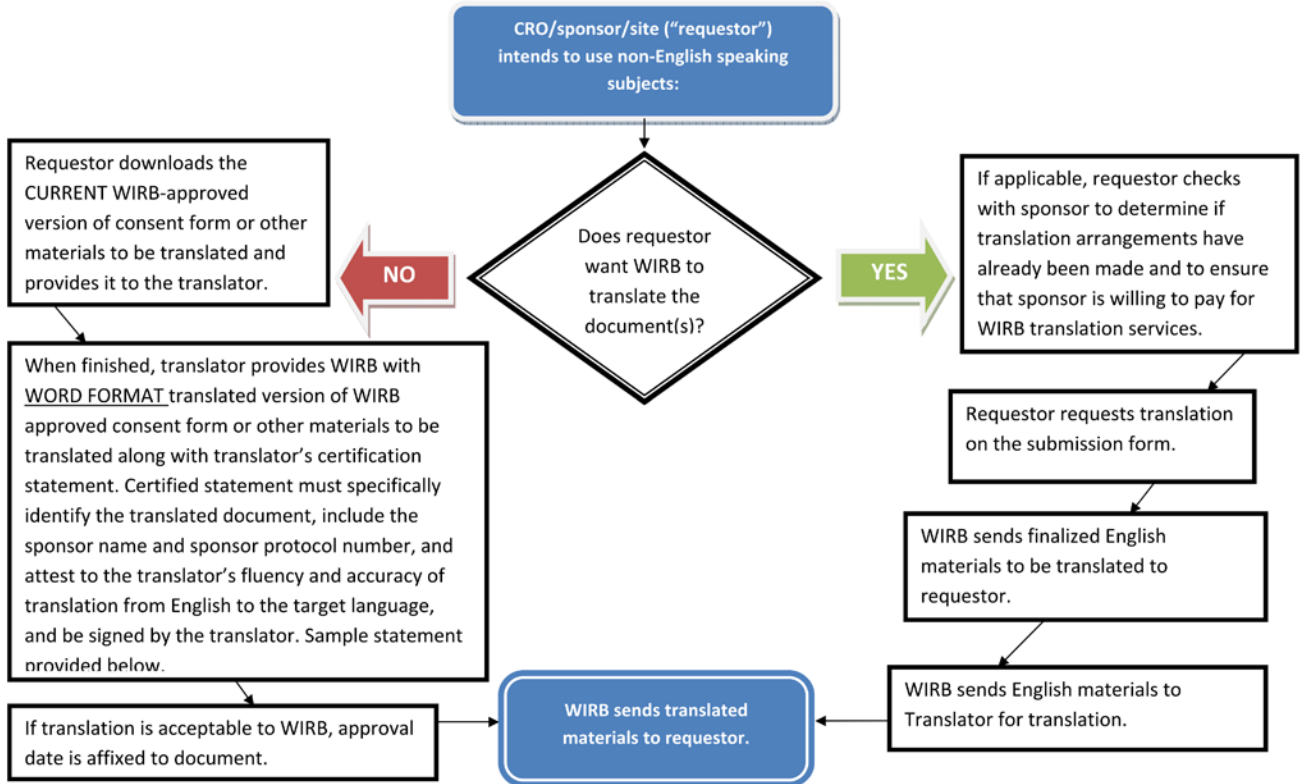 CRO/sponsor/site (“requestor”)
intends to use non-English speaking
subjects:
Does requestor
want WIRB to
translate the
document(s)?
NO
Requestor downloads the
CURRENT WIRB-approved
version of consent form or other
materials to be translated and
provides it to the translator.
When finished, translator provides WIRB with
WORD FORMAT translated version of WIRB
approved consent form or other materials to be
translated along with translator’s certification
statement. Certified statement must specifically
identify the translated document, include the
sponsor name and sponsor protocol number, and
attest to the translator’s fluency and accuracy of
translation from English to the target language,
and be signed by the translator. Sample statement
provided below.
If translation is acceptable to WIRB, approval
date is affixed to document.
YES
If applicable, requestor checks
with sponsor to determine if
translation arrangements have
already been made and to ensure
that sponsor is willing to pay for
WIRB translation services.
Requestor requests translation
on the submission form.
WIRB sends finalized English
materials to be translated to
requestor.
WIRB sends English materials to
Translator for translation.
WIRB sends translated
materials to requestor.